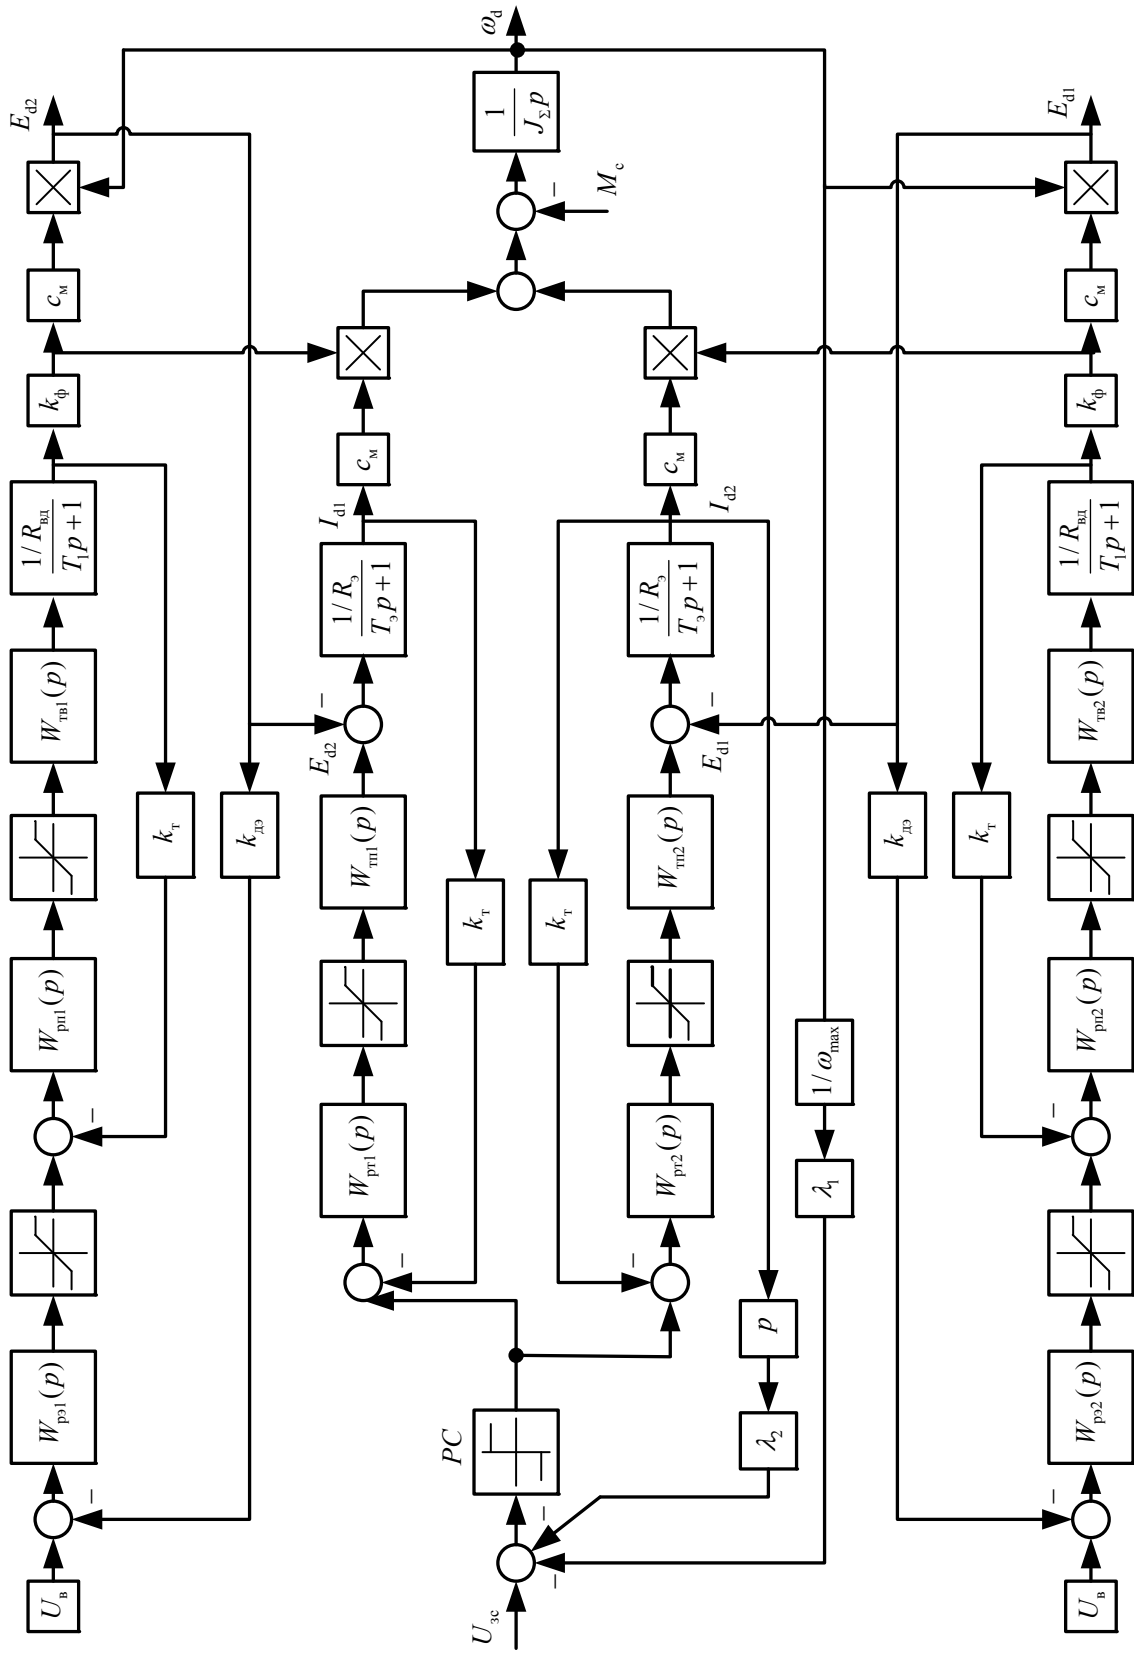 U_в
W_рэ1(p)
W_рп1(p)
W_тв1(p)
1/R_вд
T_1p+1
k_ф
c_м
E_d2
k_т
k_дэ
W_рт1(p)
W_тп1(p)
E_d2
–
1/R_э
T_эp+1
I_d1
c_м
k_т
U_зс
РС
1
J_Σp
ω_d
M_c
k_т
W_рт2(p)
W_тп2(p)
E_d1
–
1/R_э
T_эp+1
I_d2
c_м
p
λ_2
λ_1
1/ω_max
k_дэ
k_т
U_в
W_рэ2(p)
W_рп2(p)
W_тв2(p)
1/R_вд
T_1p+1
k_ф
c_м
E_d1